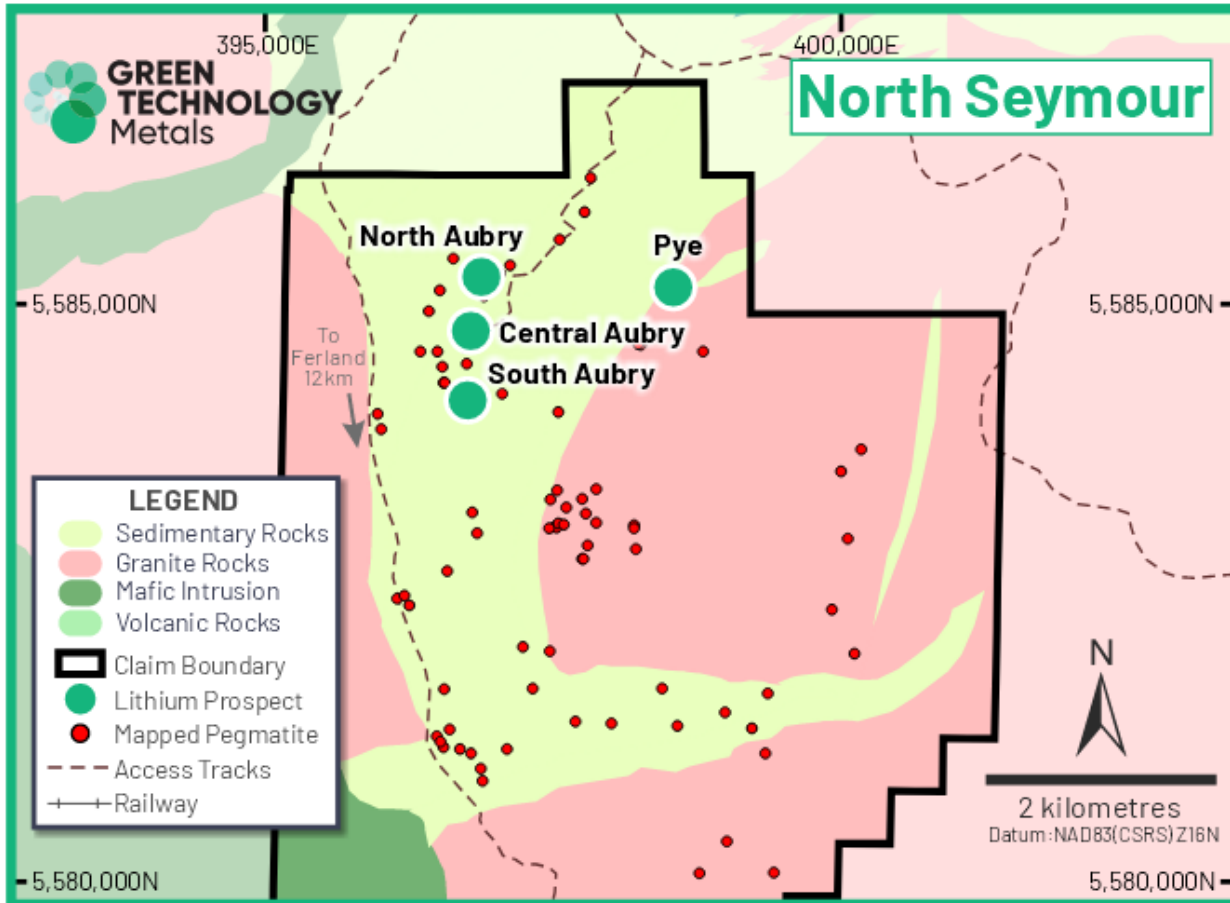 395,000E
400,000E
GREEN
TECHNOLOGY
Metals
North Seymour
North Aubry
Pye
5,585,000N
5,585,000N
Central Aubry
To
Ferland
12km
South Aubry
LEGEND
Sedimentary Rocks
Granite Rocks
Mafic Intrusion
Volcanic Rocks
Claim Boundary
Lithium Prospect
Mapped Pegmatite
Access Tracks
Railway
N
2 kilometres
Datum:NAD83(CSRS)Z16N
5,580,000N
5,580,000N